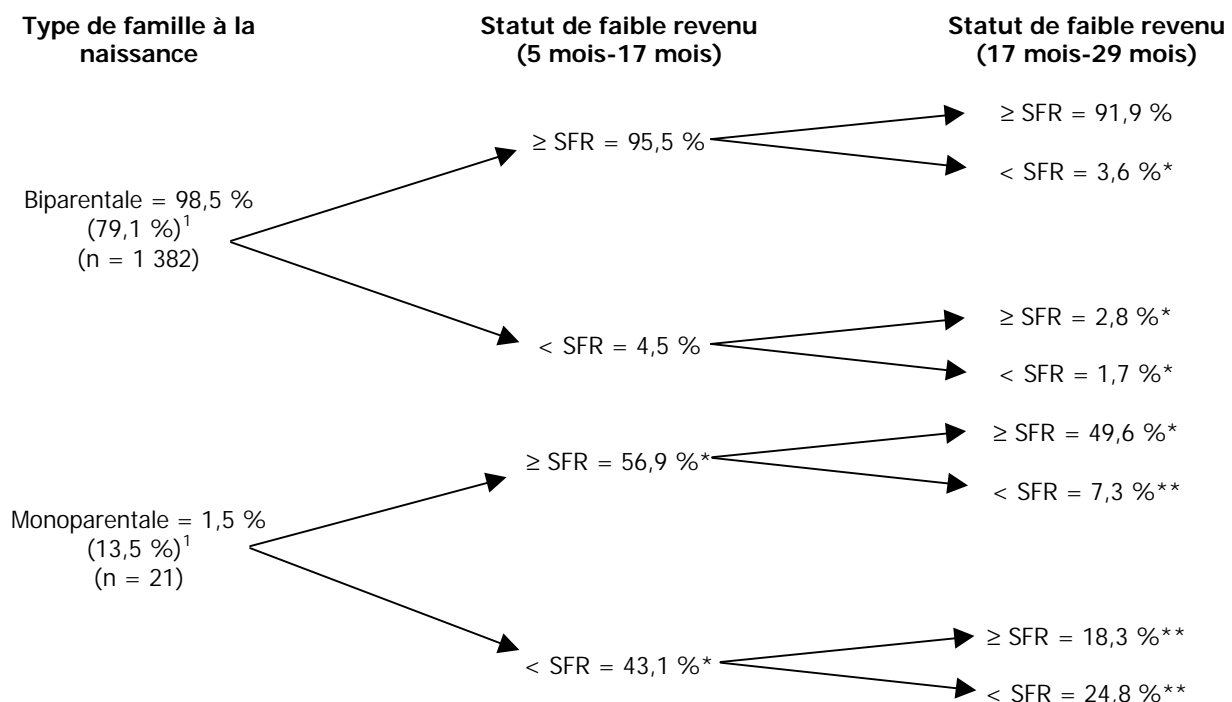 Type de famille à la
naissance
Statut de faible revenu
(5 mois-17 mois)
Statut de faible revenu
(17 mois-29 mois)
Biparentale = 98,5 %
(79,1 %)1
(n = 1 382)
≥ SFR = 95,5 %
≥ SFR = 91,9 %
< SFR = 3,6 %*
< SFR = 4,5 %
≥ SFR = 2,8 %*
< SFR = 1,7 %*
Monoparentale = 1,5 %
(13,5 %)1
(n = 21)
≥ SFR = 56,9 %*
≥ SFR = 49,6 %*
< SFR = 7,3 %**
< SFR = 43,1 %*
≥ SFR = 18,3 %**
< SFR = 24,8 %**